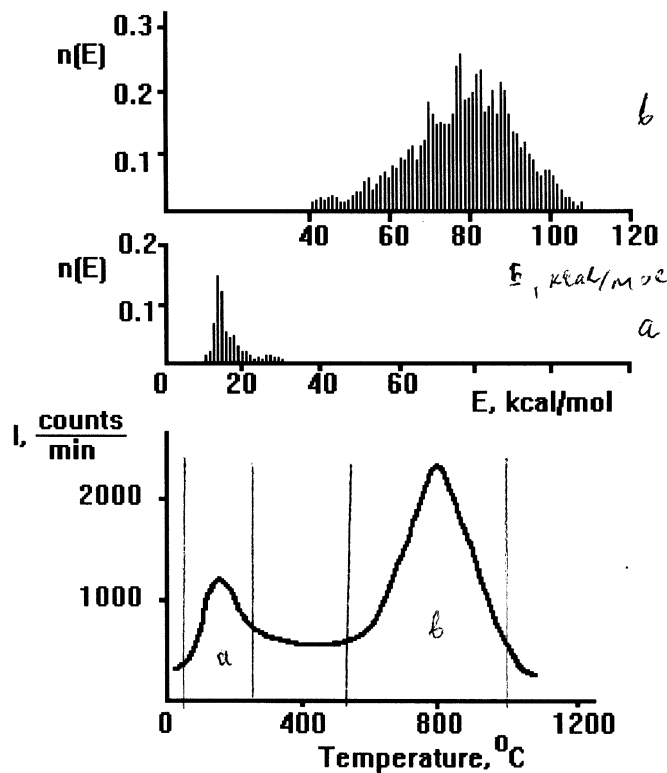 0.3
n(E)
0.2
b
0.1
40 60 80 100 120
0.2
n(E)
E, kcal/mol
0.1
a
0 20 40 60
E, kcal/mol
I, counts/min
2000
1000
a
b
0 400 800 1200
Temperature, °C